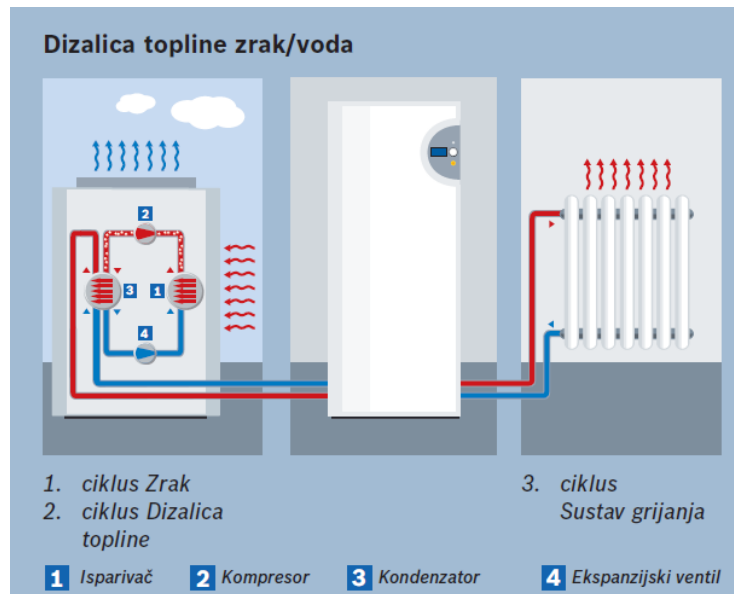 Dizalica topline zrak/voda
2
3
1
4
1. ciklus Zrak
2. ciklus Dizalica
topline
3. ciklus
Sustav grijanja
1 Isparivač 2 Kompresor 3 Kondenzator 4 Ekspanzijski ventil